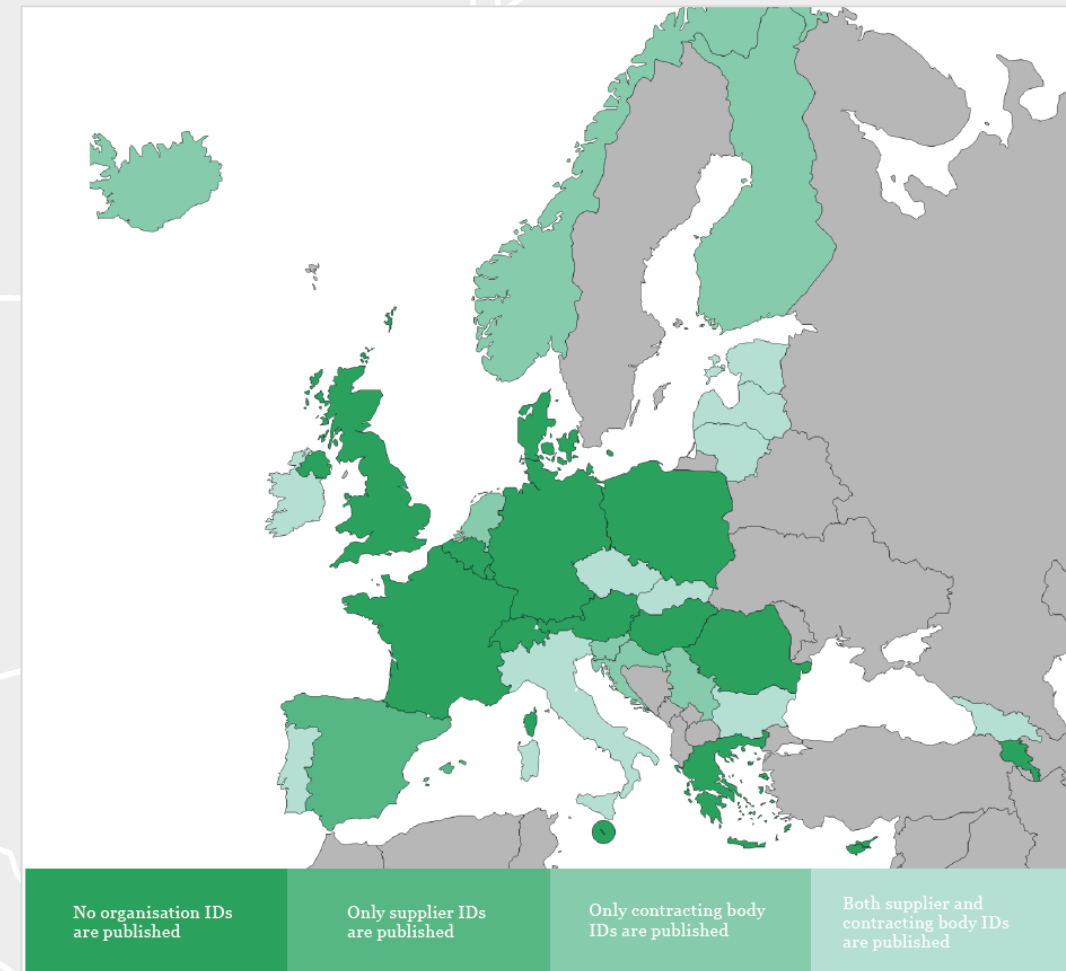 No organisation IDs
are published
Only supplier IDs
are published
Only contracting body
IDs are published
Both supplier and
contracting body IDs
are published